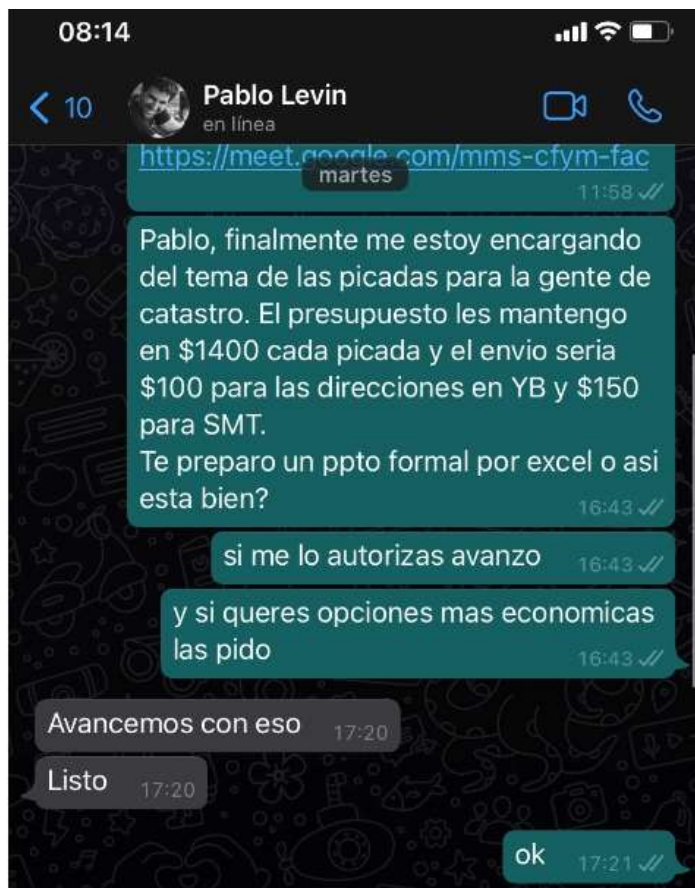 08:14
10
Pablo Levin
en línea
https://meet.google.com/mms-cfym-fac
martes
11:58
Pablo, finalmente me estoy encargando
del tema de las picadas para la gente de
catastro. El presupuesto les mantengo
en $1400 cada picada y el envio seria
$100 para las direcciones en YB y $150
para SMT.
Te preparo un ppto formal por excel o asi
esta bien?
16:43
si me lo autorizas avanzo
16:43
y si queres opciones mas economicas
las pido
16:43
Avancemos con eso
17:20
Listo
17:20
ok
17:21